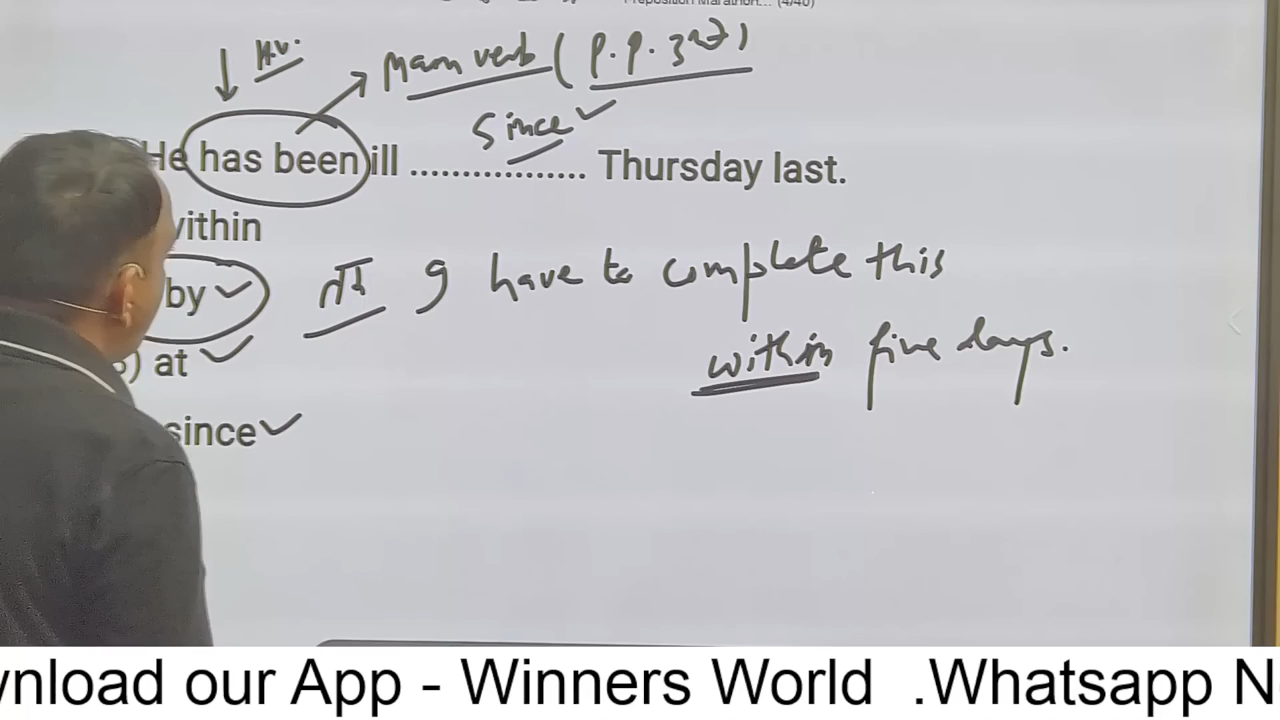 Preposition Marathon... (4/40)
H.V. Main verb (P.P. 3rd)
since
He has been ill ................. Thursday last.
within
by तक I have to complete this
) at within five days.
since
wnload our App - Winners World .Whatsapp N